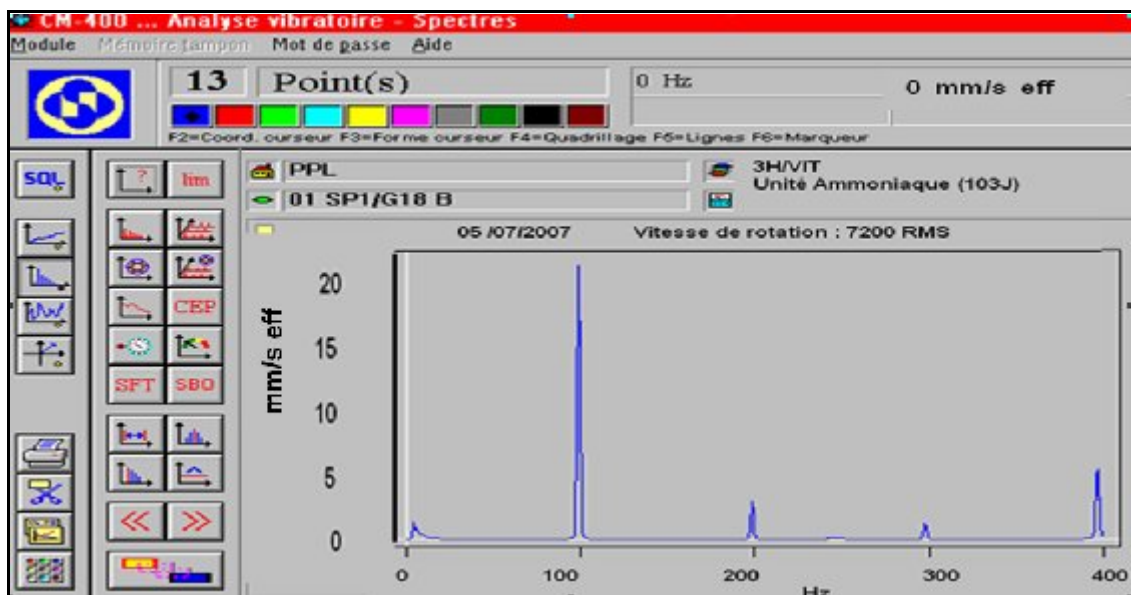 CM-400 ... Analyse vibratoire - Spectres
Module Mémoire tampon Mot de passe Aide
13 Point(s) 0 Hz 0 mm/s eff
F2=Coord. curseur F3=Forme curseur F4=Quadrillage F5=Lignes F6=Marqueur
SQL ? lim
PPL 3H/VIT
Unité Ammoniaque (103J)
01 SP1/G18 B
05 /07/2007 Vitesse de rotation : 7200 RMS
CEP
SFT SBO
mm/s eff
20
15
10
5
0
0 100 200 300 400
Hz
<< >>